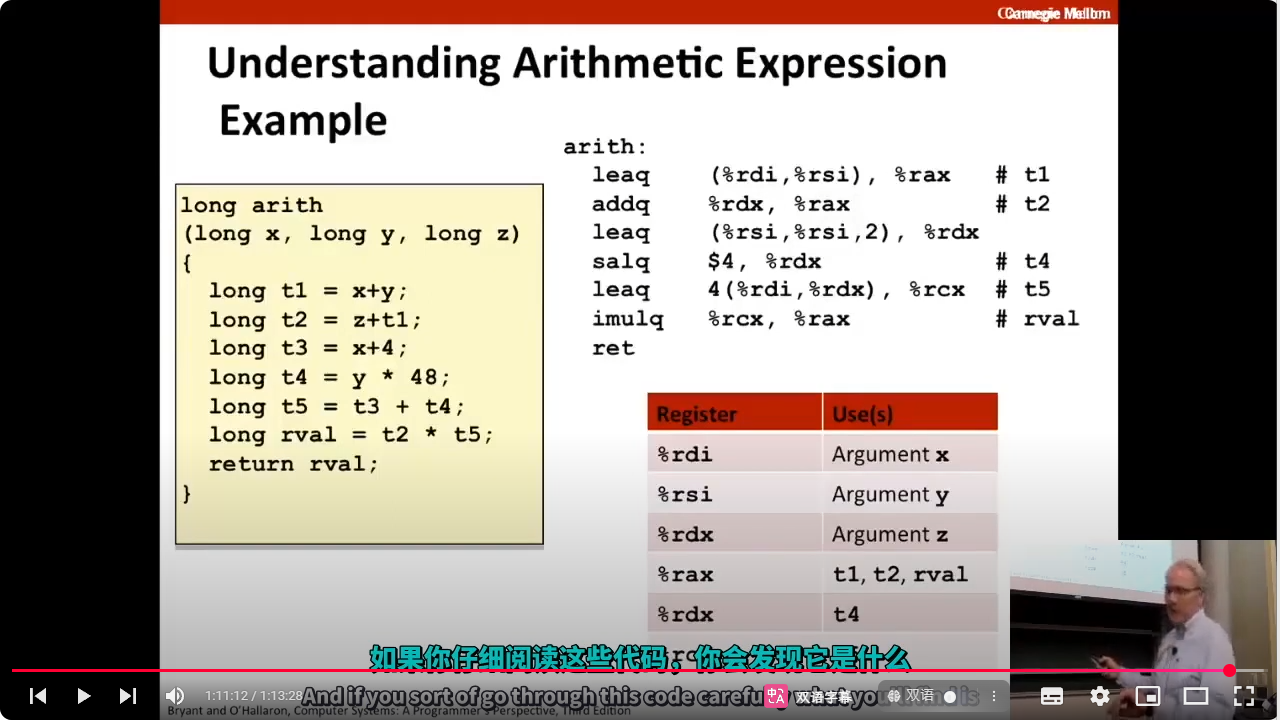 Carnegie Mellon
Understanding Arithmetic Expression
Example
long arith
(long x, long y, long z)
{
long t1 = x+y;
long t2 = z+t1;
long t3 = x+4;
long t4 = y * 48;
long t5 = t3 + t4;
long rval = t2 * t5;
return rval;
}
arith:
leaq (%rdi,%rsi), %rax # t1
addq %rdx, %rax # t2
leaq (%rsi,%rsi,2), %rdx
salq $4, %rdx # t4
leaq 4(%rdi,%rdx), %rcx # t5
imulq %rcx, %rax # rval
ret
Register Use(s)
%rdi Argument x
%rsi Argument y
%rdx Argument z
%rax t1, t2, rval
%rdx t4
如果你仔细阅读这些代码，你会发现它是什么
And if you sort of go through this code is
1:11:12 / 1:13:28
双语字幕
双语
Bryant and O'Hallaron, Computer Systems: A Programmer's Perspective, Third Edition